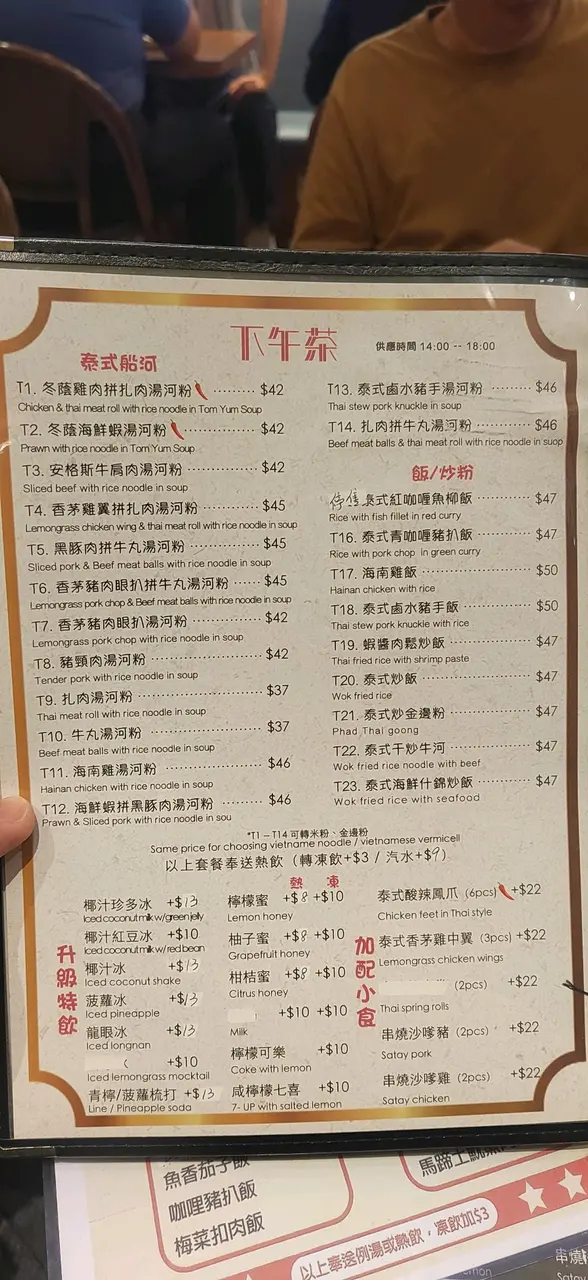 下午茶
供應時間 14:00 -- 18:00
泰式船河
T1. 冬蔭雞肉拼扎肉湯河粉 ········· $42
Chicken & thai meat roll with rice noodle in Tom Yum Soup
T2. 冬蔭海鮮蝦湯河粉 ············ $42
Prawn with rice noodle in Tom Yum Soup
T3. 安格斯牛肩肉湯河粉 ············ $42
Sliced beef with rice noodle in soup
T4. 香茅雞翼拼扎肉湯河粉 ········· $45
Lemongrass chicken wing & thai meat roll with rice noodle in soup
T5. 黑豚肉拼牛丸湯河粉 ············ $45
Sliced pork & Beef meat balls with rice noodle in soup
T6. 香茅豬肉眼扒拼牛丸湯河粉 ······ $45
Lemongrass pork chop & Beef meat balls with rice noodle in soup
T7. 香茅豬肉眼扒湯河粉 ············ $42
Lemongrass pork chop with rice noodle in soup
T8. 豬頸肉湯河粉 ·················· $42
Tender pork with rice noodle in soup
T9. 扎肉湯河粉 ····················· $37
Thai meat roll with rice noodle in soup
T10. 牛丸湯河粉 ··················· $37
Beef meat balls with rice noodle in soup
T11. 海南雞湯河粉 ················ $46
Hainan chicken with rice noodle in soup
T12. 海鮮蝦拼黑豚肉湯河粉 ········· $46
Prawn & Sliced pork with rice noodle in sou
T13. 泰式鹵水豬手湯河粉 ········· $46
Thai stew pork knuckle in soup
T14. 扎肉拼牛丸湯河粉 ············ $46
Beef meat balls & thai meat roll with rice noodle in soup
飯/炒粉
停售 泰式紅咖喱魚柳飯 ············ $47
Rice with fish fillet in red curry
T16. 泰式青咖喱豬扒飯 ············ $47
Rice with pork chop in green curry
T17. 海南雞飯 ··················· $50
Hainan chicken with rice
T18. 泰式鹵水豬手飯 ············ $50
Thai stew pork knuckle with rice
T19. 蝦醬肉鬆炒飯 ··············· $47
Thai fried rice with shrimp paste
T20. 泰式炒飯 ··················· $47
Wok fried rice
T21. 泰式炒金邊粉 ··············· $47
Phad Thai goong
T22. 泰式干炒牛河 ··············· $47
Wok fried rice noodle with beef
T23. 泰式海鮮什錦炒飯 ········· $47
Wok fried rice with seafood
*T1 – T14 可轉米粉、金邊粉
Same price for choosing vietname noodle / vietnamese vermicell
以上套餐奉送熱飲（轉凍飲+$3 / 汽水+$9）
升級特飲
椰汁珍多冰 +$13
Iced coconut milk w/green jelly
椰汁紅豆冰 +$10
Iced coconut milk w/red bean
椰汁冰 +$13
Iced coconut shake
菠蘿冰 +$13
Iced pineapple
龍眼冰 +$13
Iced longnan
+$10
Iced lemongrass mocktail
青檸/菠蘿梳打 +$13
Line / Pineapple soda
熱 凍
檸檬蜜 +$8 +$10
Lemon honey
柚子蜜 +$8 +$10
Grapefruit honey
柑桔蜜 +$8 +$10
Citrus honey
+$10 +$10
Milk
檸檬可樂 +$10
Coke with lemon
咸檸檬七喜 +$10
7- UP with salted lemon
加配小食
泰式酸辣鳳爪 (6pcs) +$22
Chicken feet in Thai style
泰式香茅雞中翼 (3pcs) +$22
Lemongrass chicken wings
(2pcs) +$22
Thai spring rolls
串燒沙嗲豬 (2pcs) +$22
Satay pork
串燒沙嗲雞 (2pcs) +$22
Satay chicken
魚香茄子飯
咖喱豬扒飯
梅菜扣肉飯
以上奉送例湯或熱飲，凍飲加$3
串燒